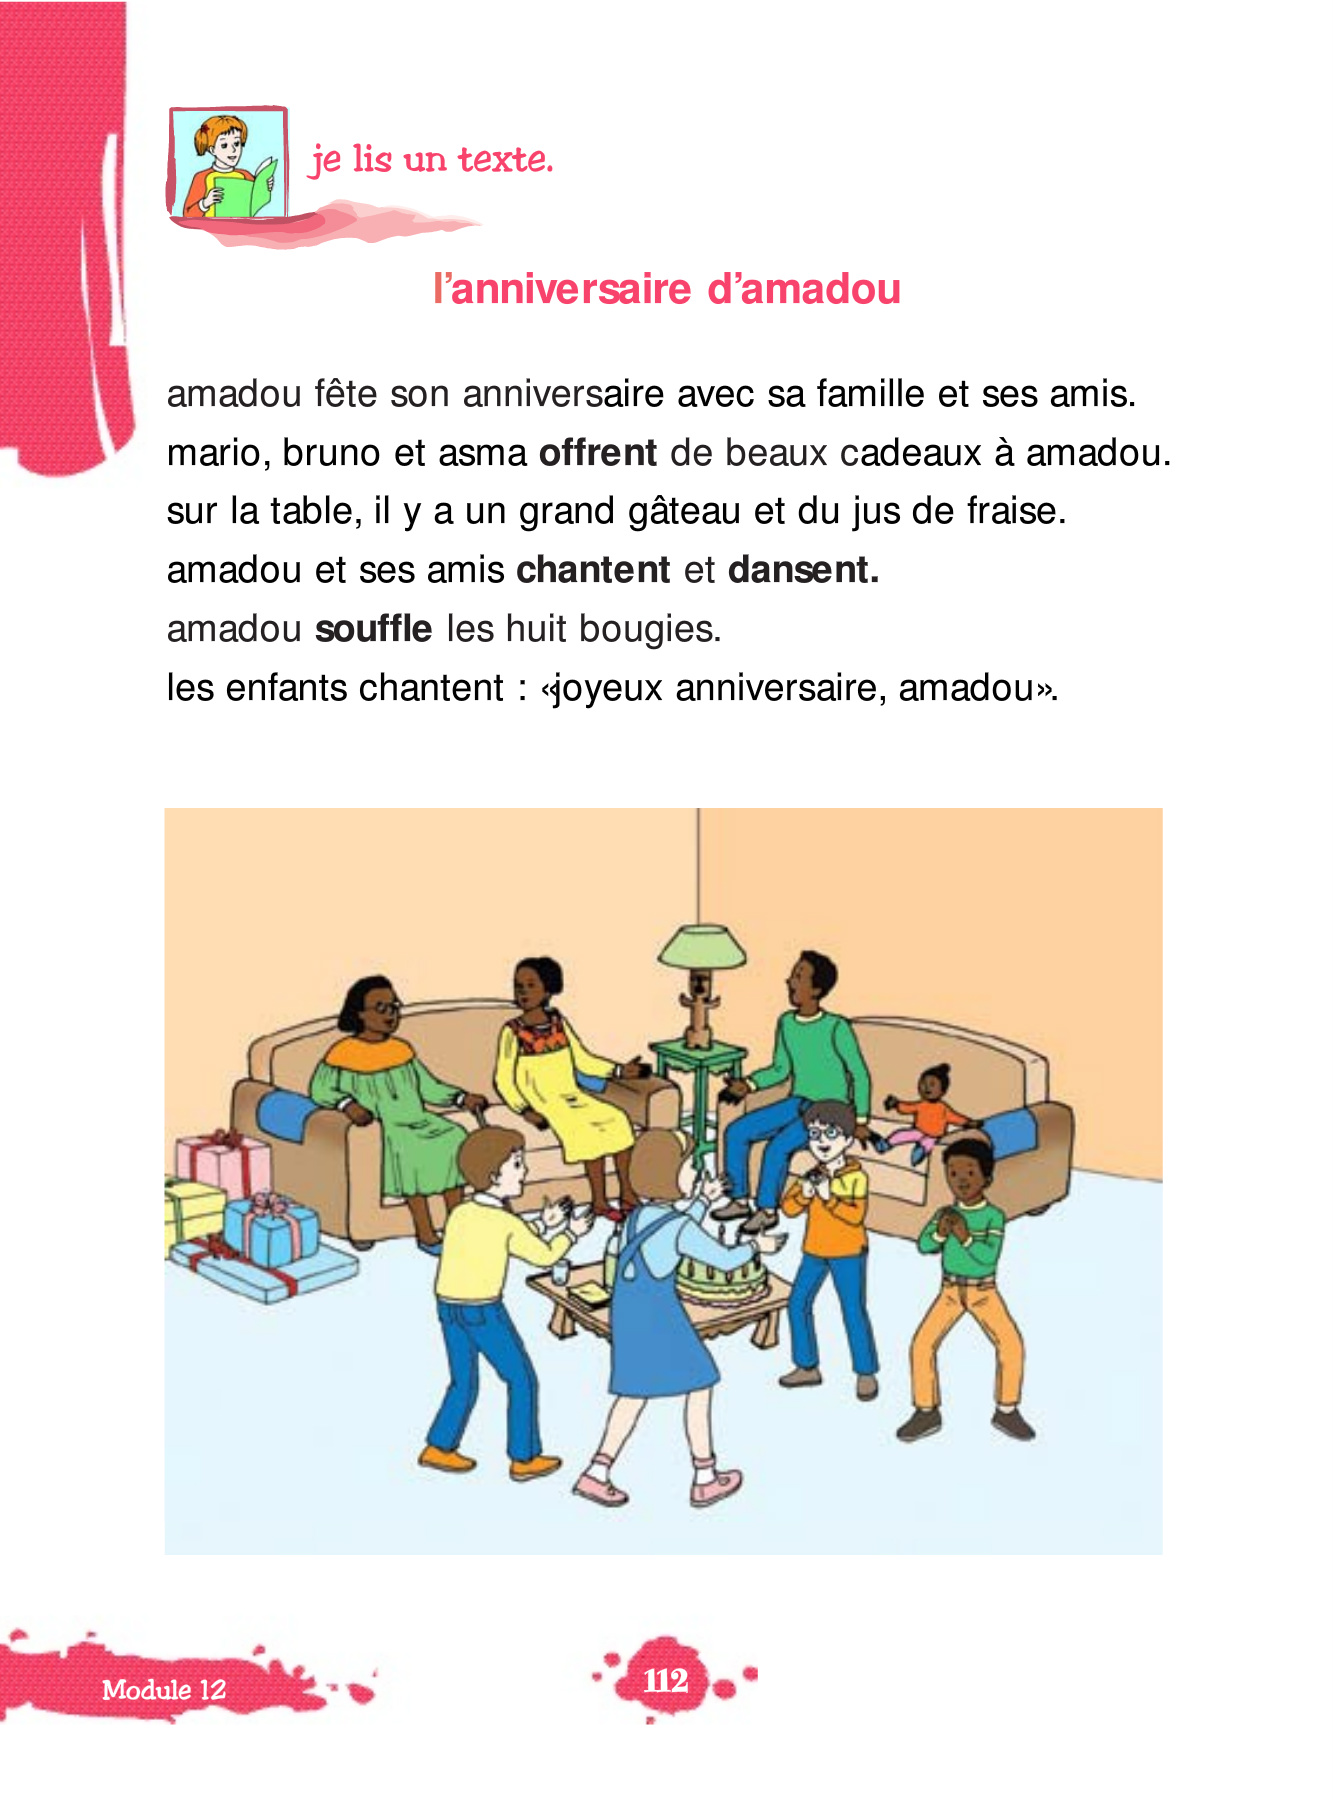 je lis un texte.
l'anniversaire d'amadou
amadou fête son anniversaire avec sa famille et ses amis.
mario, bruno et asma offrent de beaux cadeaux à amadou.
sur la table, il y a un grand gâteau et du jus de fraise.
amadou et ses amis chantent et dansent.
amadou souffle les huit bougies.
les enfants chantent : «joyeux anniversaire, amadou».
Module 12
112